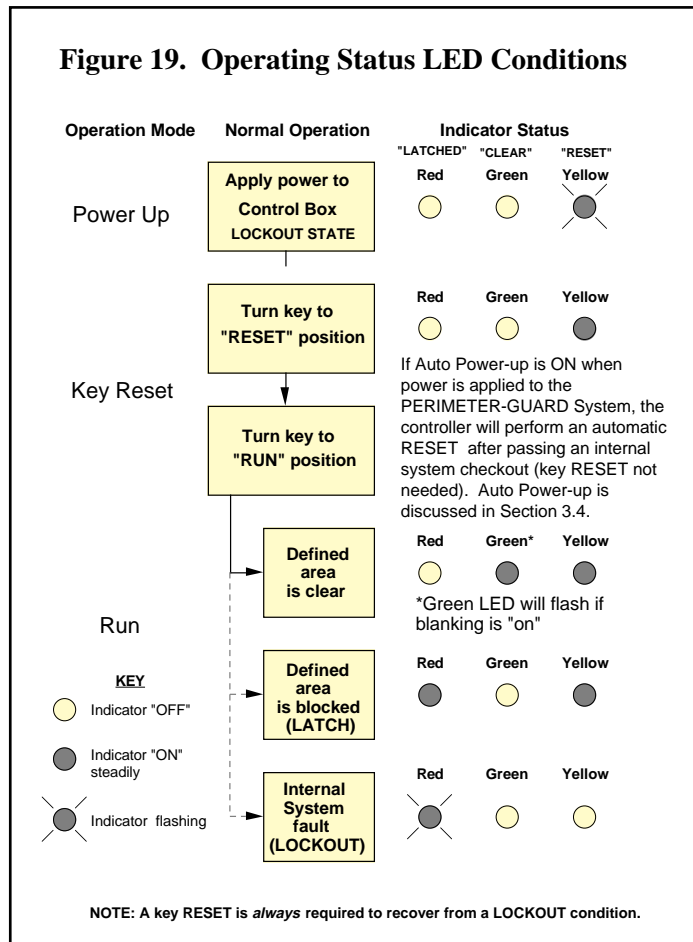 Figure 19.  Operating Status LED Conditions
Operation Mode
Normal Operation
Indicator Status
"LATCHED"
"CLEAR"
"RESET"
Power Up
Apply power to
Control Box
LOCKOUT STATE
Red
Green
Yellow
Key Reset
Turn key to
"RESET" position
Red
Green
Yellow
Turn key to
"RUN" position
If Auto Power-up is ON when
power is applied to the
PERIMETER-GUARD System, the
controller will perform an automatic
RESET  after passing an internal
system checkout (key RESET not
needed).  Auto Power-up is
discussed in Section 3.4.
Run
Defined
area
is clear
Red
Green*
Yellow
*Green LED will flash if
blanking is "on"
Defined
area
is blocked
(LATCH)
Red
Green
Yellow
Internal
System
fault
(LOCKOUT)
Red
Green
Yellow
KEY
Indicator "OFF"
Indicator "ON"
steadily
Indicator  flashing
NOTE: A key RESET is always required to recover from a LOCKOUT condition.